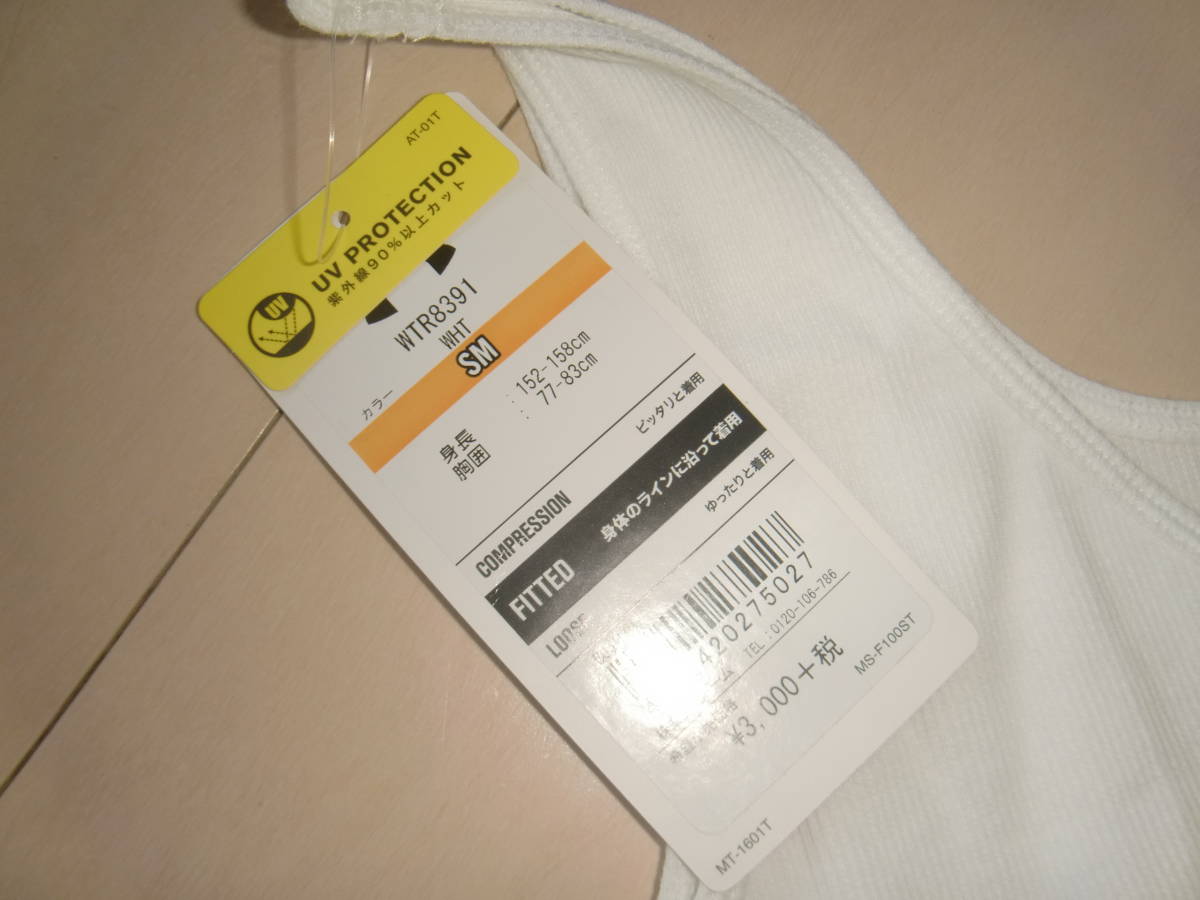 AT-01T
UV
UV PROTECTION
紫外線90%以上カット
WTR8391
カラー WHT
SM
身長 : 152-158cm
胸囲 : 77-83cm
COMPRESSION ピッタリと着用
FITTED 身体のラインに沿って着用
LOOSE ゆったりと着用
420275027
TEL:0120-106-786
¥3,000+税
MS-F100ST
MT-1601T